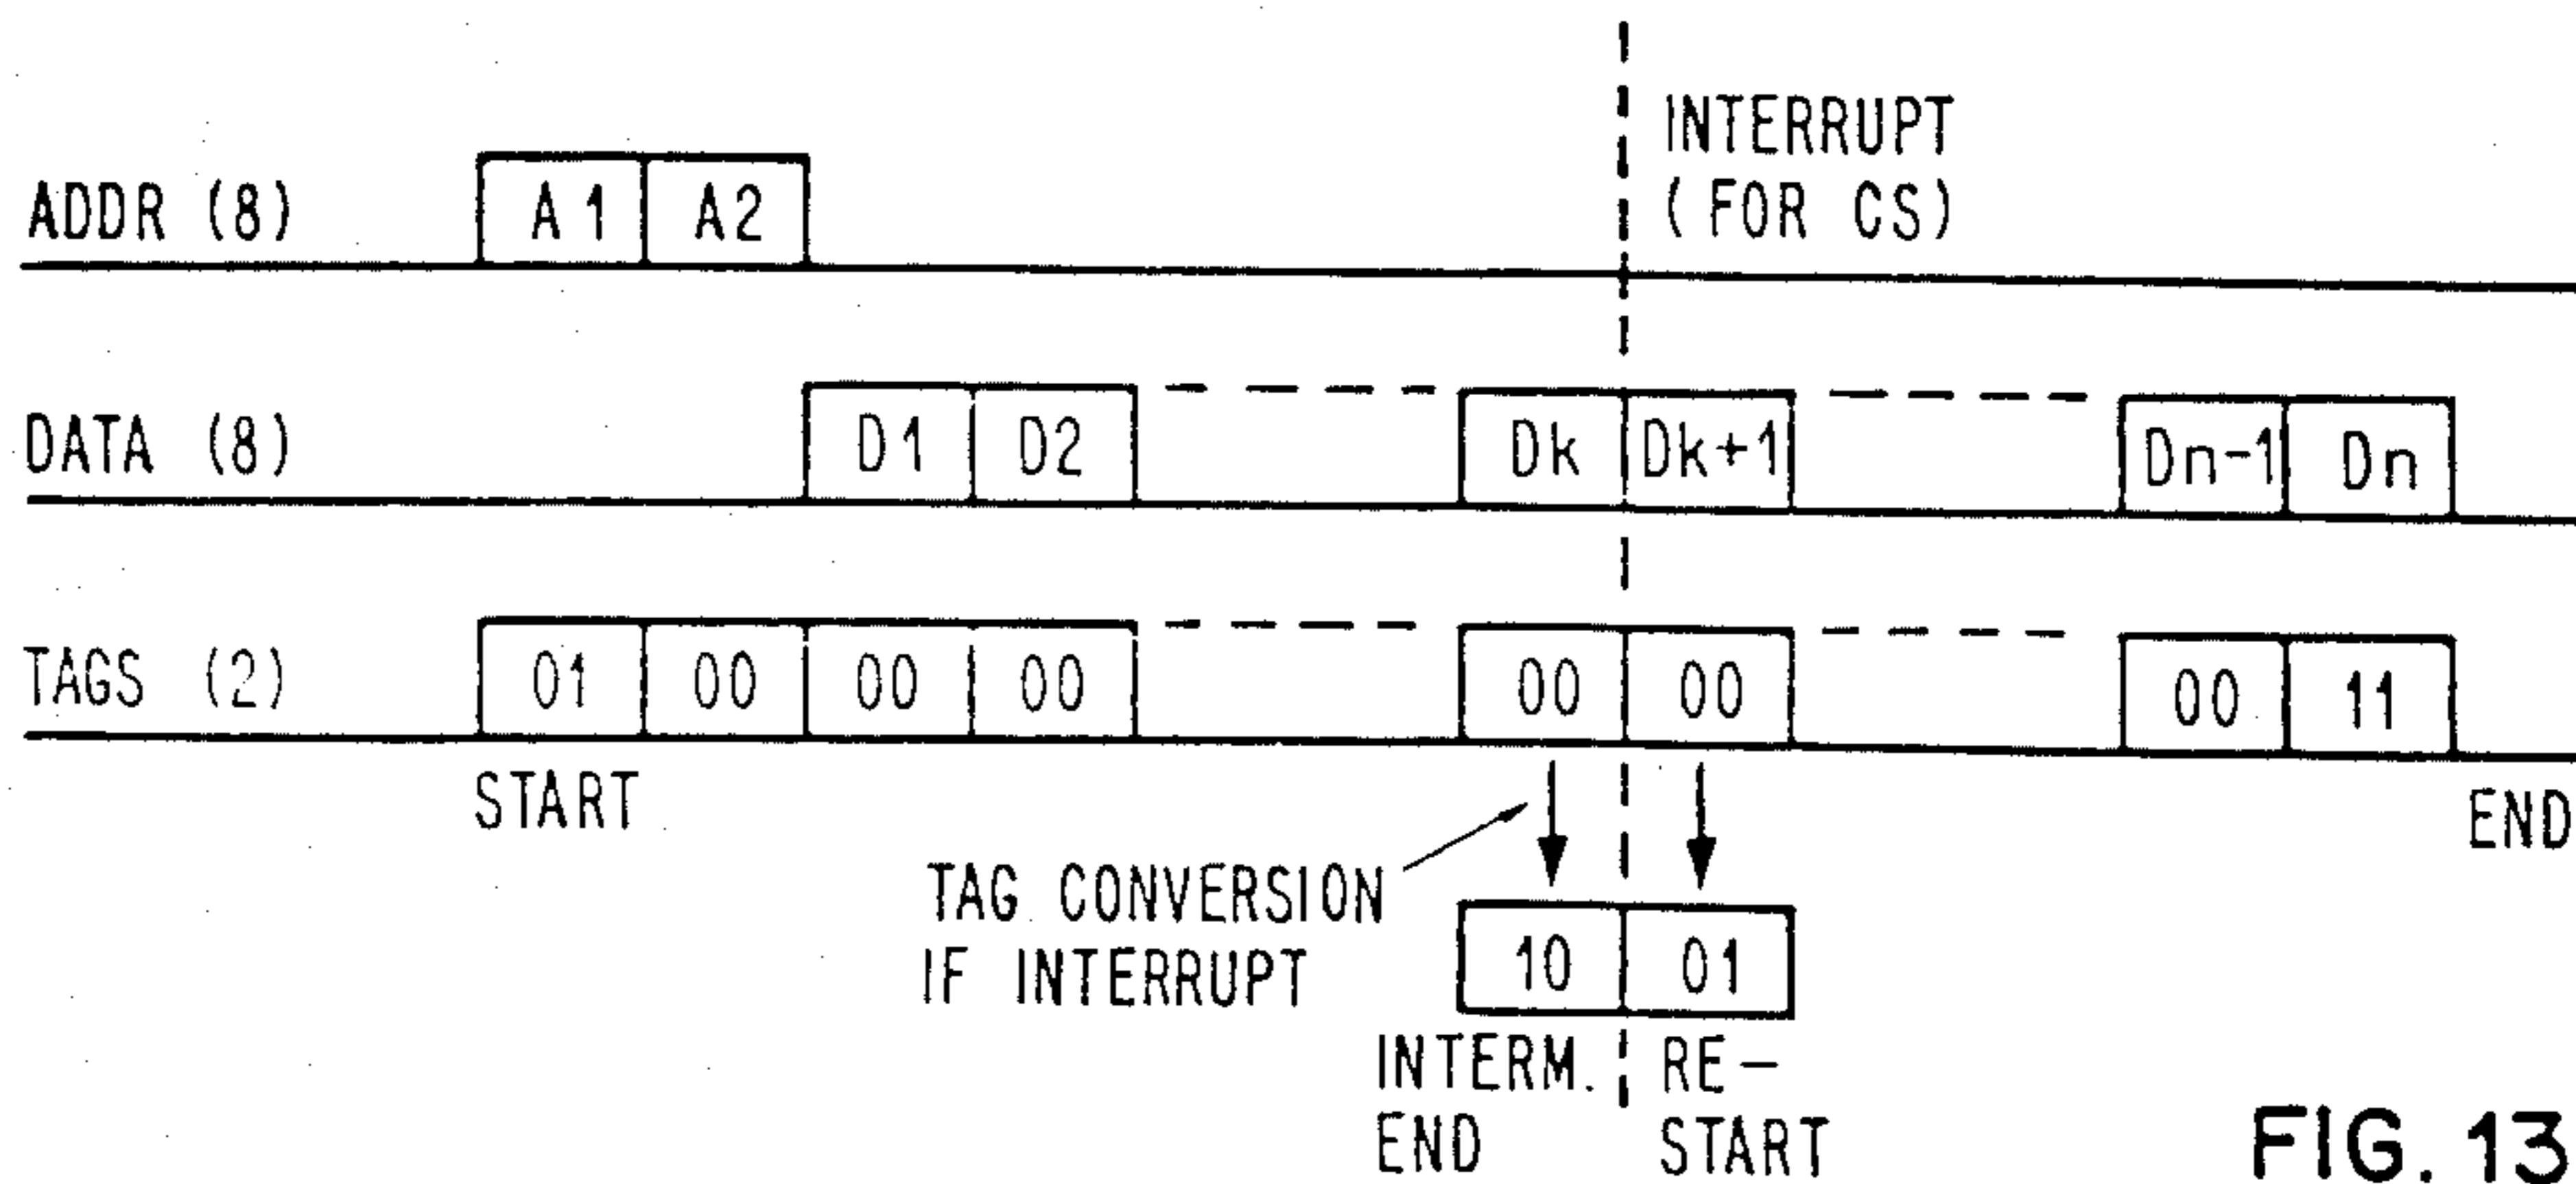 INTERRUPT
(FOR CS)
ADDR (8) A1 A2
DATA (8) D1 D2 Dk Dk+1 Dn-1 Dn
TAGS (2) 01 00 00 00 00 00 00 11
START
END
TAG CONVERSION
IF INTERRUPT
10 01
INTERM.
END
RE-
START
FIG. 13